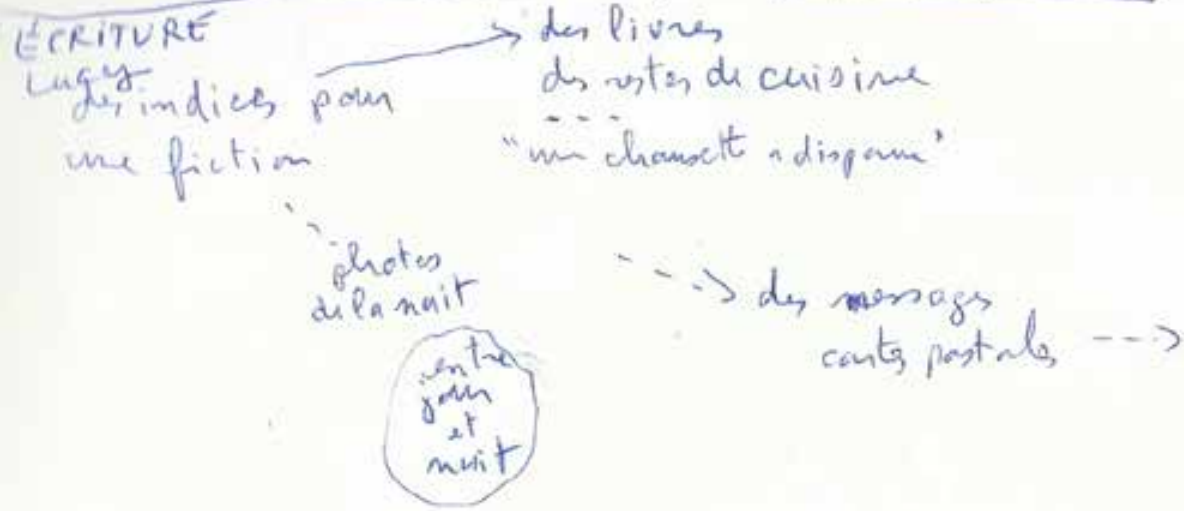 ÉCRITURE
Lugy
des indices pour
une fiction
des livres
des restes de cuisine
"une chaussette a disparu"
photos
de la nuit
entre
jour
et
nuit
des messages
cartes postales